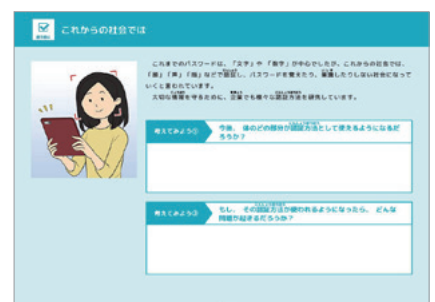 これからの社会では
これまでのパスワードは、「文字」や「数字」が中心でしたが、これからの社会では、
「顔」「声」「指」などで認証し、パスワードを覚えたり、意識したりしない社会になって
いくと言われています。
大切な情報を守るために、企業でも様々な認証方法を研究しています。
考えてみよう①
今後、体のどの部分が認証方法として使えるようになるだ
ろうか？
考えてみよう②
もし、その認証方法が使われるようになったら、どんな
問題が起きるだろうか？